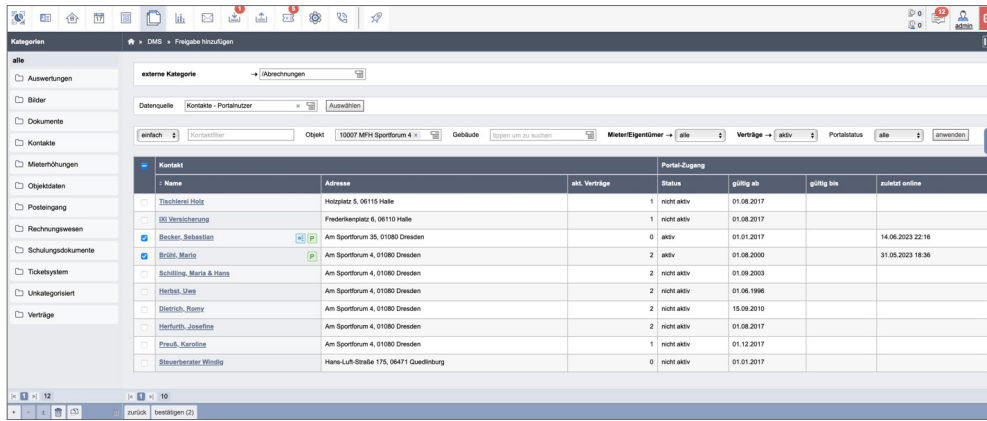 17
1
5
0
0
12
admin
Kategorien
DMS » Freigabe hinzufügen
alle
Auswertungen
Bilder
Dokumente
Kontakte
Mieterhöhungen
Objektdaten
Posteingang
Rechnungswesen
Schulungsdokumente
Ticketsystem
Unkategorisiert
Verträge
externe Kategorie → /Abrechnungen
Datenquelle Kontakte - Portalnutzer × Auswählen
einfach Kontaktfilter Objekt 10007 MFH Sportforum 4 × Gebäude tippen um zu suchen Mieter/Eigentümer → alle Verträge → aktiv Portalstatus alle anwenden
Kontakt Portal-Zugang
Name Adresse akt. Verträge Status gültig ab gültig bis zuletzt online
Tischlerei Holz Holzplatz 5, 06115 Halle 1 nicht aktiv 01.08.2017
IXI Versicherung Frederikenplatz 6, 06110 Halle 1 nicht aktiv 01.08.2017
Becker, Sebastian P Am Sportforum 35, 01080 Dresden 0 aktiv 01.01.2017 14.06.2023 22:16
Brühl, Mario P Am Sportforum 4, 01080 Dresden 2 aktiv 01.08.2000 31.05.2023 18:36
Schilling, Maria & Hans Am Sportforum 4, 01080 Dresden 2 nicht aktiv 01.09.2003
Herbst, Uwe Am Sportforum 4, 01080 Dresden 2 nicht aktiv 01.06.1996
Dietrich, Romy Am Sportforum 4, 01080 Dresden 2 nicht aktiv 15.09.2010
Herfurth, Josefine Am Sportforum 4, 01080 Dresden 2 nicht aktiv 01.08.2017
Preuß, Karoline Am Sportforum 4, 01080 Dresden 1 nicht aktiv 01.12.2017
Steuerberater Windig Hans-Luft-Straße 175, 06471 Quedlinburg 0 nicht aktiv 01.01.2017
1 12
1 10
zurück bestätigen (2)